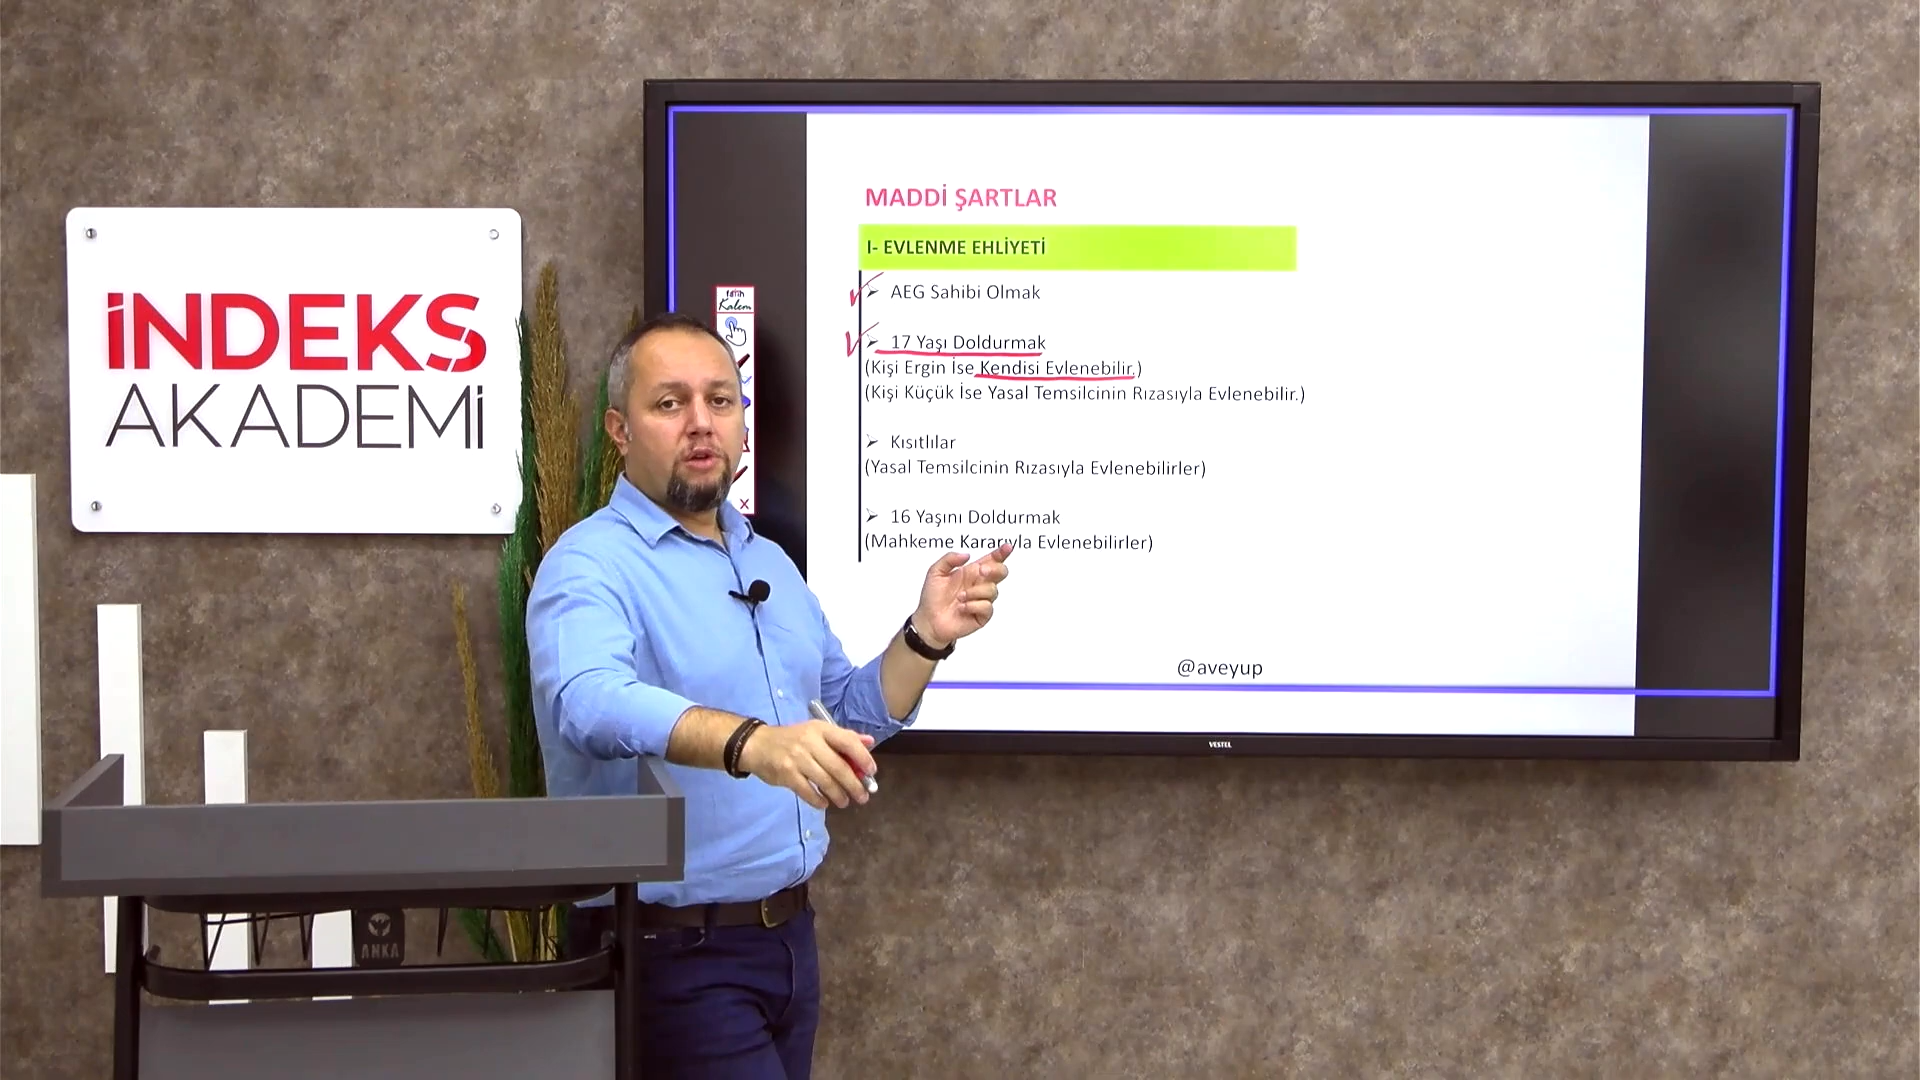 İNDEKS
AKADEMİ
MADDİ ŞARTLAR
I- EVLENME EHLİYETİ
➢ AEG Sahibi Olmak
➢ 17 Yaşı Doldurmak
(Kişi Ergin İse Kendisi Evlenebilir.)
(Kişi Küçük İse Yasal Temsilcinin Rızasıyla Evlenebilir.)
➢ Kısıtlılar
(Yasal Temsilcinin Rızasıyla Evlenebilirler)
➢ 16 Yaşını Doldurmak
(Mahkeme Kararıyla Evlenebilirler)
@aveyup
fatih
Kalem
VESTEL
ANKA